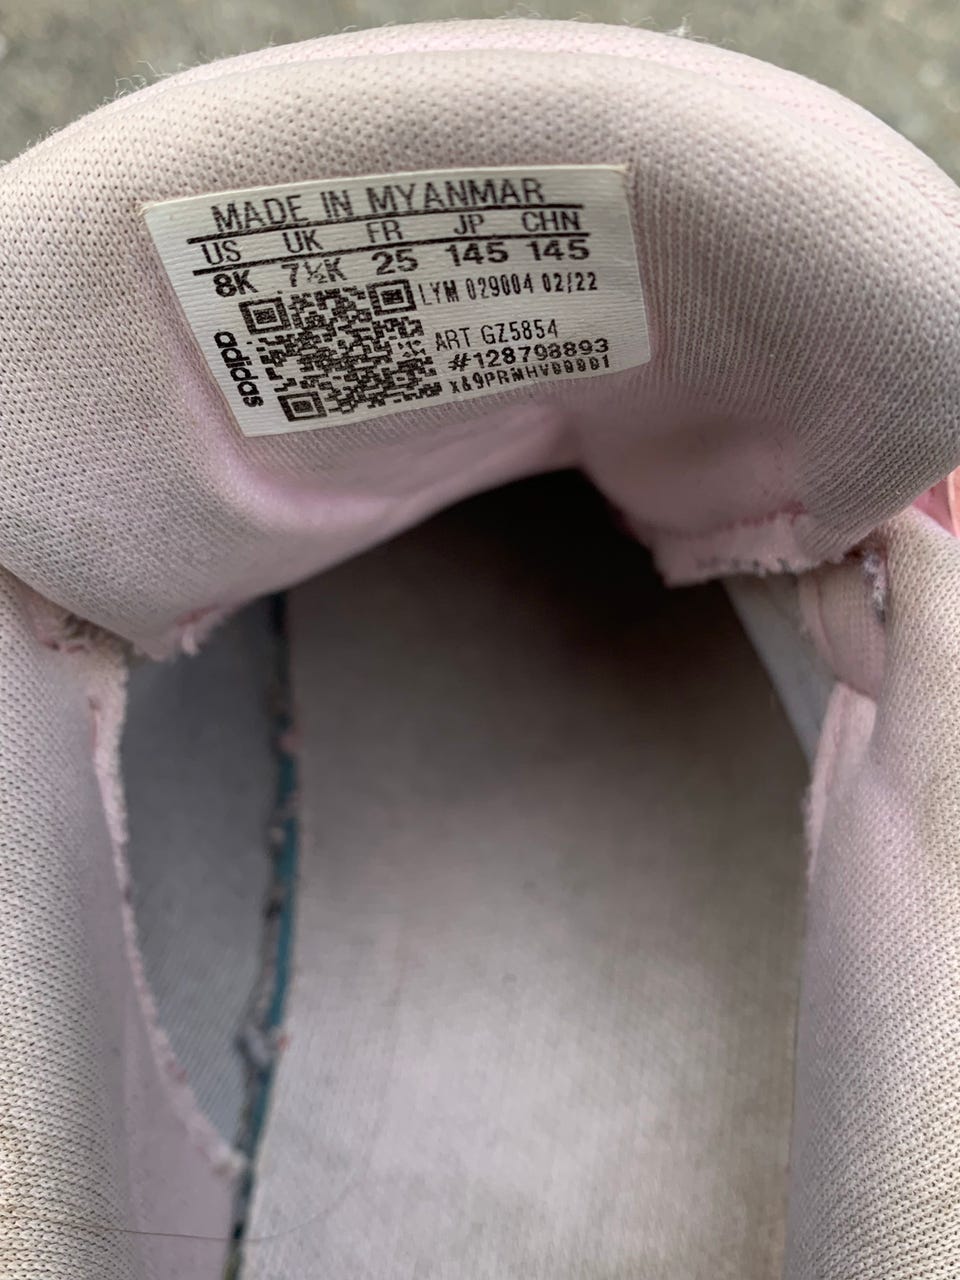 MADE IN MYANMAR
US UK FR JP CHN
8K 7½K 25 145 145
LYM 029004 02/22
ART GZ5854
#128798893
adidas